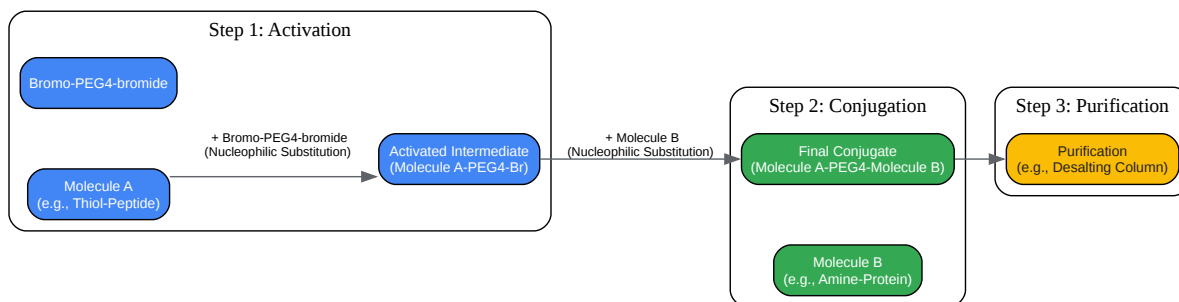 Step 1: Activation
Bromo-PEG4-bromide
Molecule A
(e.g., Thiol-Peptide)
+ Bromo-PEG4-bromide
(Nucleophilic Substitution)
Activated Intermediate
(Molecule A-PEG4-Br)
+ Molecule B
(Nucleophilic Substitution)
Step 2: Conjugation
Final Conjugate
(Molecule A-PEG4-Molecule B)
Molecule B
(e.g., Amine-Protein)
Step 3: Purification
Purification
(e.g., Desalting Column)